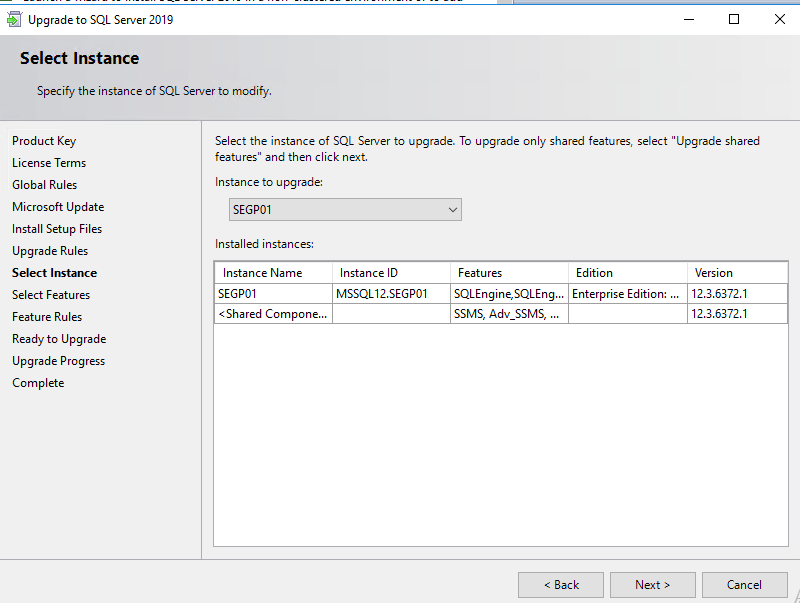 Upgrade to SQL Server 2019
Select Instance
Specify the instance of SQL Server to modify.
Product Key
License Terms
Global Rules
Microsoft Update
Install Setup Files
Upgrade Rules
Select Instance
Select Features
Feature Rules
Ready to Upgrade
Upgrade Progress
Complete
Select the instance of SQL Server to upgrade. To upgrade only shared features, select "Upgrade shared
features" and then click next.
Instance to upgrade:
SEGP01
Installed instances:
Instance Name Instance ID Features Edition Version
SEGP01 MSSQL12.SEGP01 SQLEngine,SQLEng... Enterprise Edition: ... 12.3.6372.1
<Shared Compone... SSMS, Adv_SSMS, ... 12.3.6372.1
< Back Next > Cancel